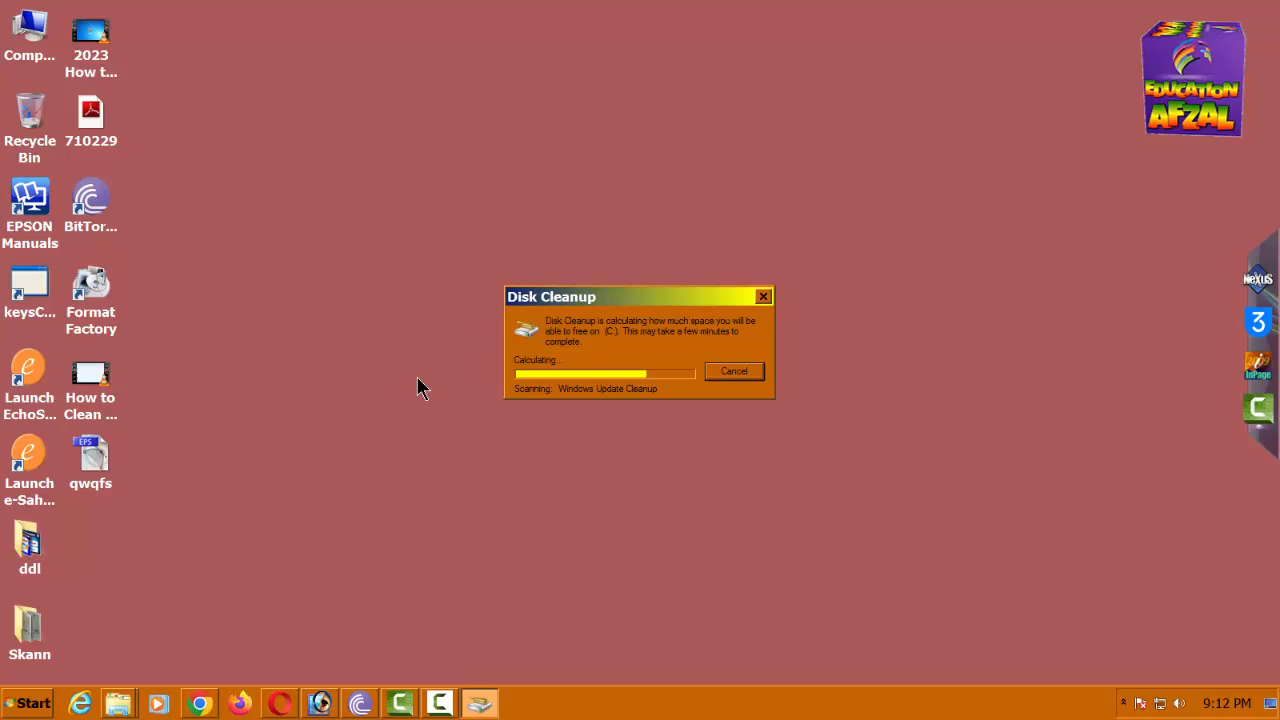 Comp...
2023
How t...
Recycle
Bin
710229
EPSON
Manuals
BitTor...
keysC...
Format
Factory
Launch
EchoS...
How to
Clean ...
EPS
Launch
e-Sah...
qwqfs
ddl
Skann
EDUCATION
AFZAL
Disk Cleanup
Disk Cleanup is calculating how much space you will be
able to free on (C:). This may take a few minutes to
complete.
Calculating...
Cancel
Scanning: Windows Update Cleanup
NeXuS
3
InPage
Start
9:12 PM